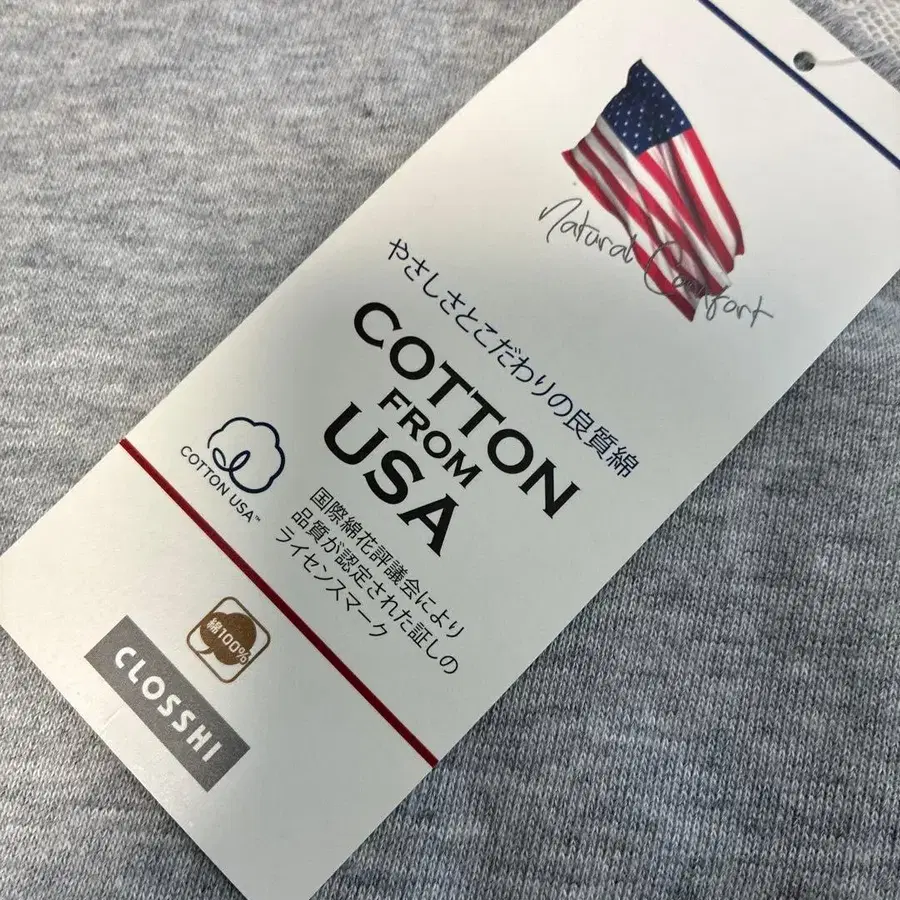 Natural Comfort
やさしさとこだわりの良質綿
COTTON
FROM
USA
COTTON USA™
国際綿花評議会により
品質が認定された証しの
ライセンスマーク
綿100%
CLOSSHI